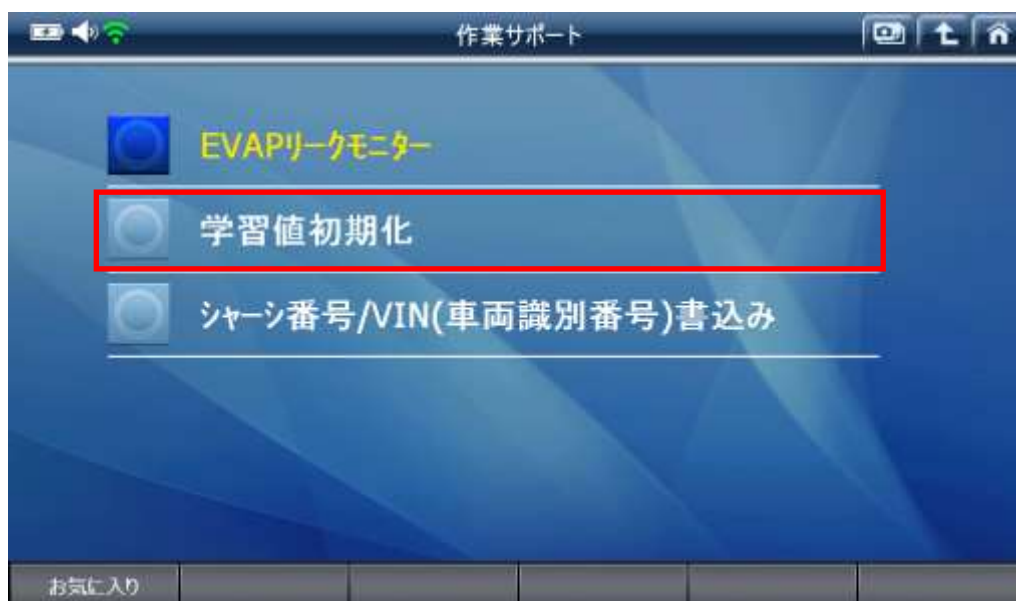 作業サポート
EVAPﾘｰｸﾓﾆﾀｰ
学習値初期化
ｼｬｰｼ番号/VIN(車両識別番号)書込み
お気に入り